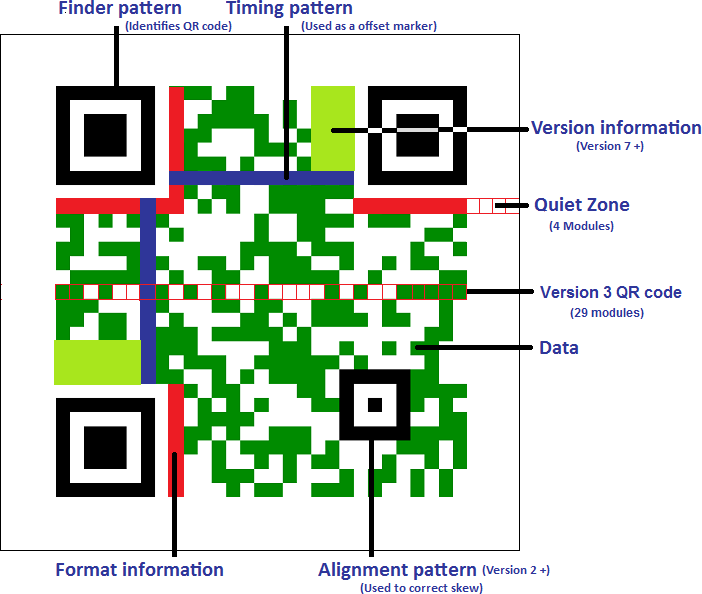 Finder pattern
(Identifies QR code)
Timing pattern
(Used as a offset marker)
Version information
(Version 7 +)
Quiet Zone
(4 Modules)
Version 3 QR code
(29 modules)
Data
Format information
Alignment pattern (Version 2 +)
(Used to correct skew)